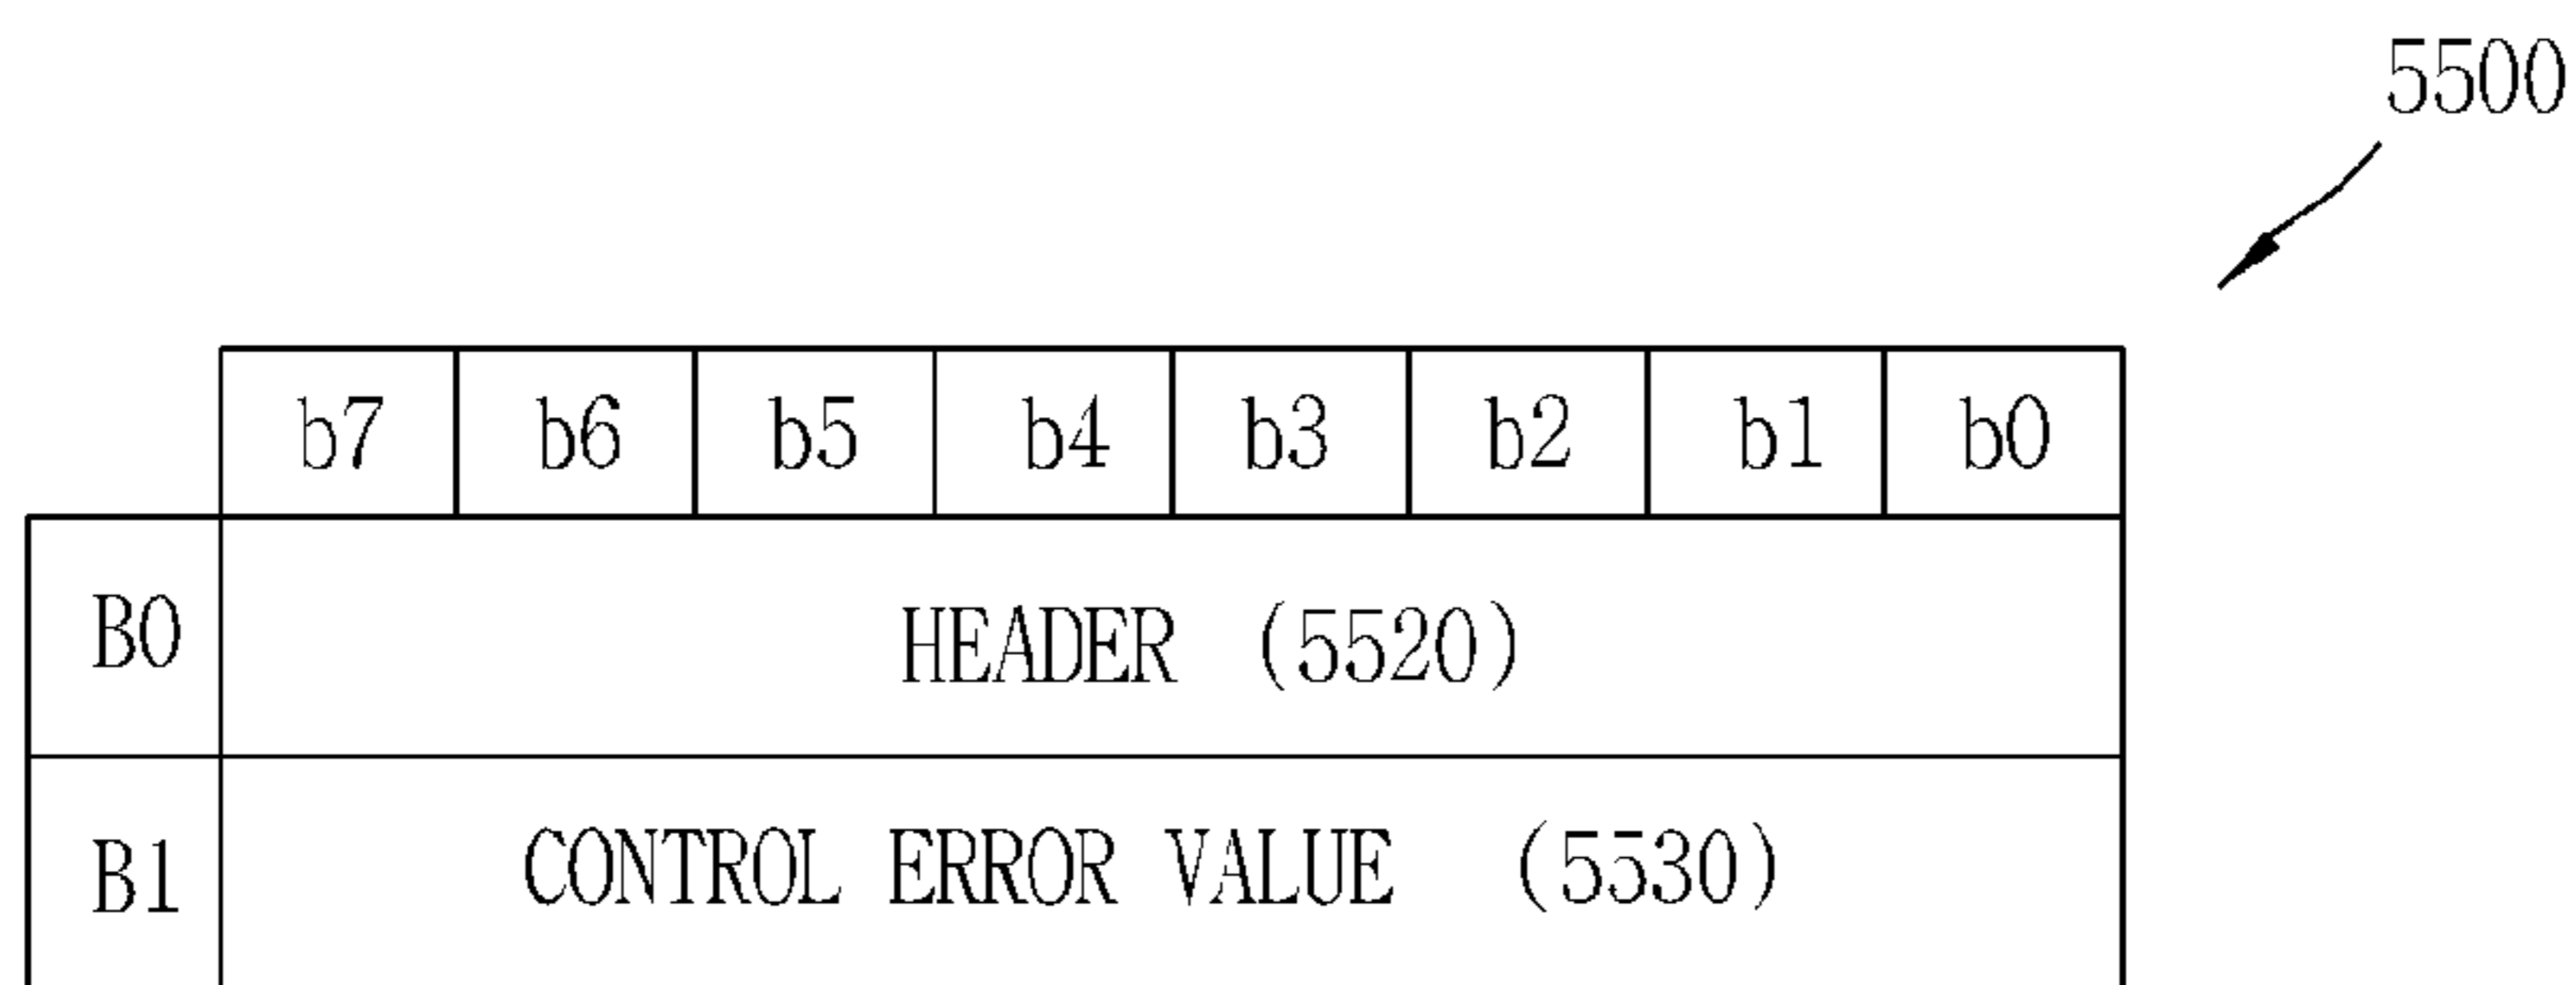 5500
b7 b6 b5 b4 b3 b2 b1 b0
B0 HEADER (5520)
B1 CONTROL ERROR VALUE (5530)